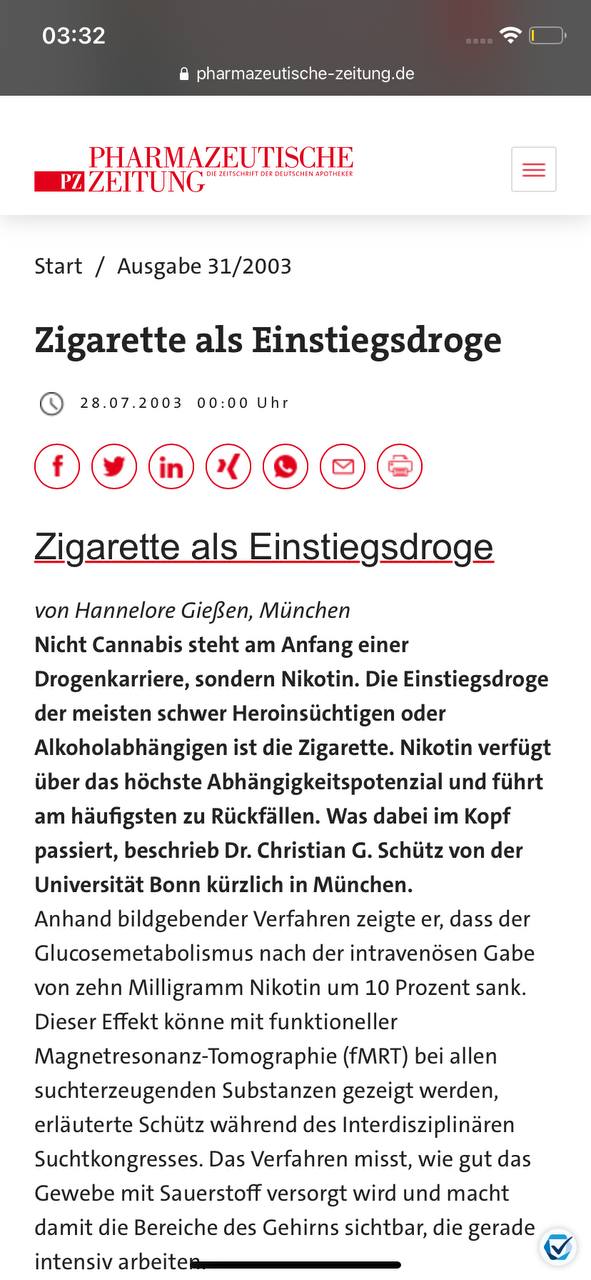 03:32
pharmazeutische-zeitung.de
PHARMAZEUTISCHE
PZ ZEITUNG DIE ZEITSCHRIFT DER DEUTSCHEN APOTHEKER
Start / Ausgabe 31/2003
Zigarette als Einstiegsdroge
28.07.2003 00:00 Uhr
Zigarette als Einstiegsdroge
von Hannelore Gießen, München
Nicht Cannabis steht am Anfang einer
Drogenkarriere, sondern Nikotin. Die Einstiegsdroge
der meisten schwer Heroinsüchtigen oder
Alkoholabhängigen ist die Zigarette. Nikotin verfügt
über das höchste Abhängigkeitspotenzial und führt
am häufigsten zu Rückfällen. Was dabei im Kopf
passiert, beschrieb Dr. Christian G. Schütz von der
Universität Bonn kürzlich in München.
Anhand bildgebender Verfahren zeigte er, dass der
Glucosemetabolismus nach der intravenösen Gabe
von zehn Milligramm Nikotin um 10 Prozent sank.
Dieser Effekt könne mit funktioneller
Magnetresonanz-Tomographie (fMRT) bei allen
suchterzeugenden Substanzen gezeigt werden,
erläuterte Schütz während des Interdisziplinären
Suchtkongresses. Das Verfahren misst, wie gut das
Gewebe mit Sauerstoff versorgt wird und macht
damit die Bereiche des Gehirns sichtbar, die gerade
intensiv arbeiten.